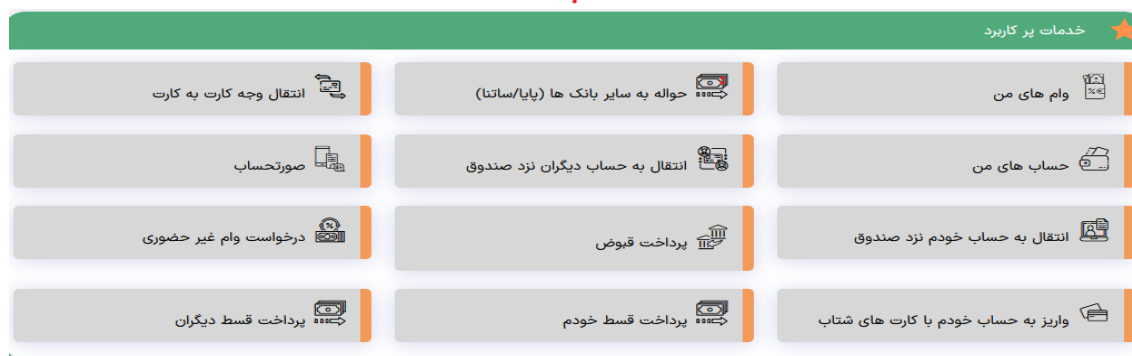 خدمات پر کاربرد
وام های من
حواله به سایر بانک ها (پایا/ساتنا)
انتقال وجه کارت به کارت
حساب های من
انتقال به حساب دیگران نزد صندوق
صورتحساب
انتقال به حساب خودم نزد صندوق
پرداخت قبوض
درخواست وام غیر حضوری
واریز به حساب خودم با کارت های شتاب
پرداخت قسط خودم
پرداخت قسط دیگران